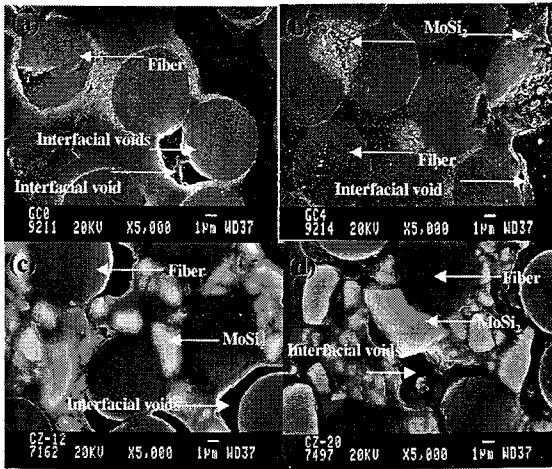 (a)
Fiber
Interfacial voids
Interfacial void
GC0
9211 20KV X5,000 1μm WD37
MoSi₂
Fiber
Interfacial void
GC4
9214 20KV X5,000 1μm WD37
(c)
Fiber
MoSi₂
Interfacial voids
CZ-12
7162 20KV X5,000 1μm WD37
(d)
Fiber
MoSi₂
Interfacial voids
CZ-20
7497 20KV X5,000 1μm WD37